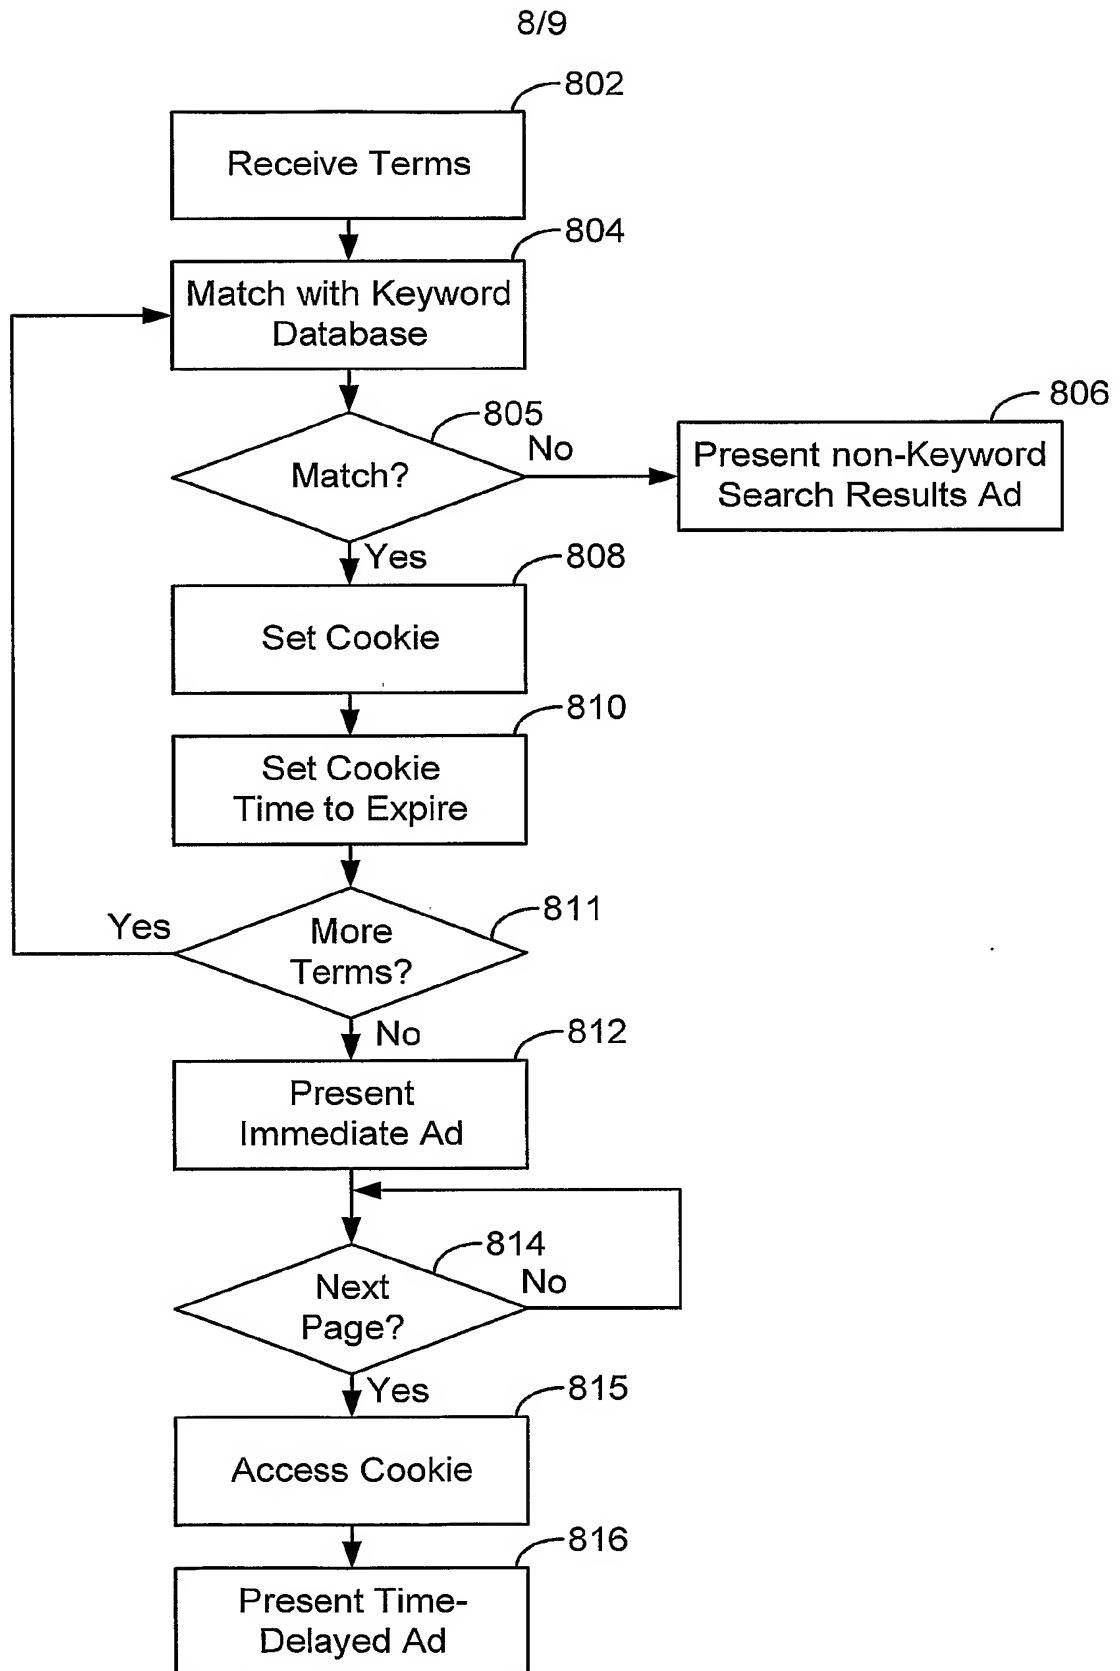 8/9
802
Receive Terms
804
Match with Keyword
Database
805
Match?
No
806
Present non-Keyword
Search Results Ad
Yes
808
Set Cookie
810
Set Cookie
Time to Expire
811
Yes
More
Terms?
No
812
Present
Immediate Ad
814
No
Next
Page?
Yes
815
Access Cookie
816
Present Time-
Delayed Ad